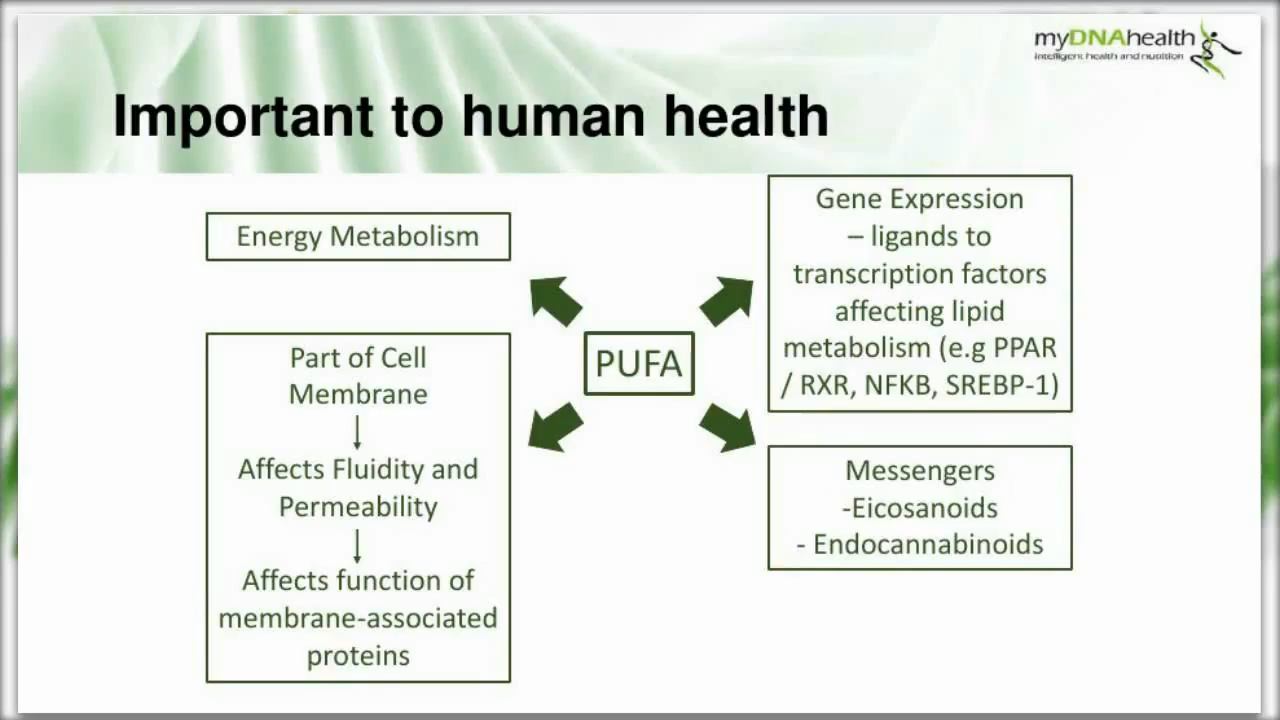 myDNAhealth
intelligent health and nutrition
Important to human health
Energy Metabolism
Part of Cell
Membrane
Affects Fluidity and
Permeability
Affects function of
membrane-associated
proteins
PUFA
Gene Expression
– ligands to
transcription factors
affecting lipid
metabolism (e.g PPAR
/ RXR, NFKB, SREBP-1)
Messengers
-Eicosanoids
- Endocannabinoids